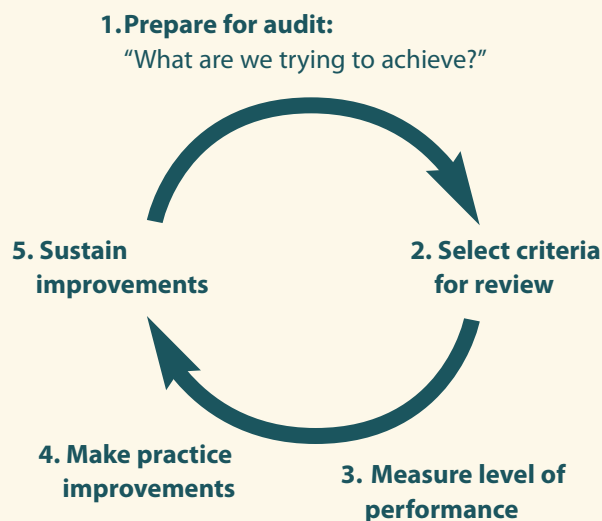 1.Prepare for audit:
“What are we trying to achieve?”
2. Select criteria
for review
3. Measure level of
performance
4. Make practice
improvements
5. Sustain
improvements